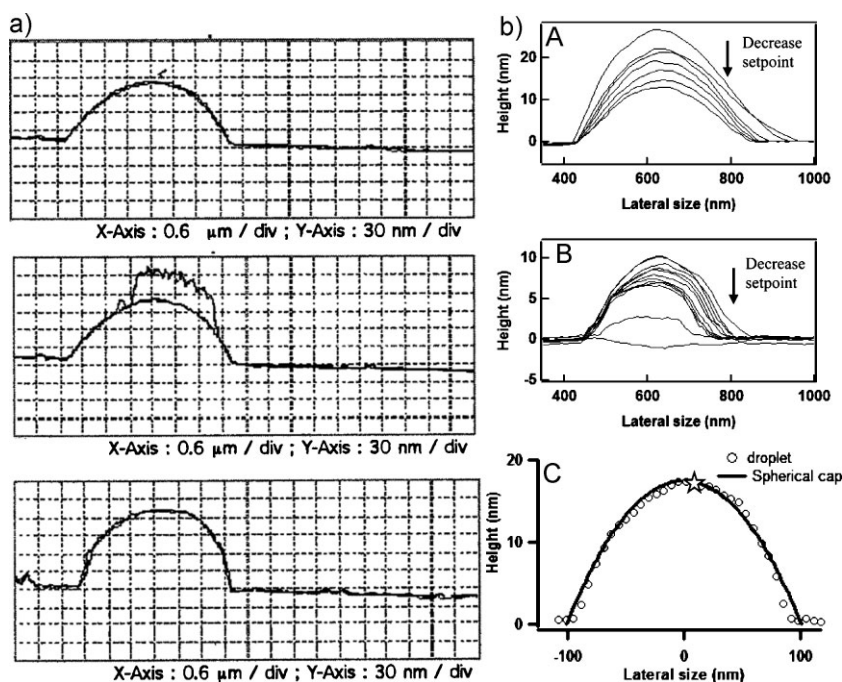 a)
X-Axis : 0.6 μm / div ; Y-Axis : 30 nm / div
X-Axis : 0.6 μm / div ; Y-Axis : 30 nm / div
X-Axis : 0.6 μm / div ; Y-Axis : 30 nm / div
b)
A
Decrease
setpoint
Height (nm)
20
10
0
400 600 800 1000
Lateral size (nm)
B
Decrease
setpoint
Height (nm)
10
5
0
-5
400 600 800 1000
Lateral size (nm)
C
droplet
Spherical cap
Height (nm)
20
10
0
-100 0 100
Lateral size (nm)